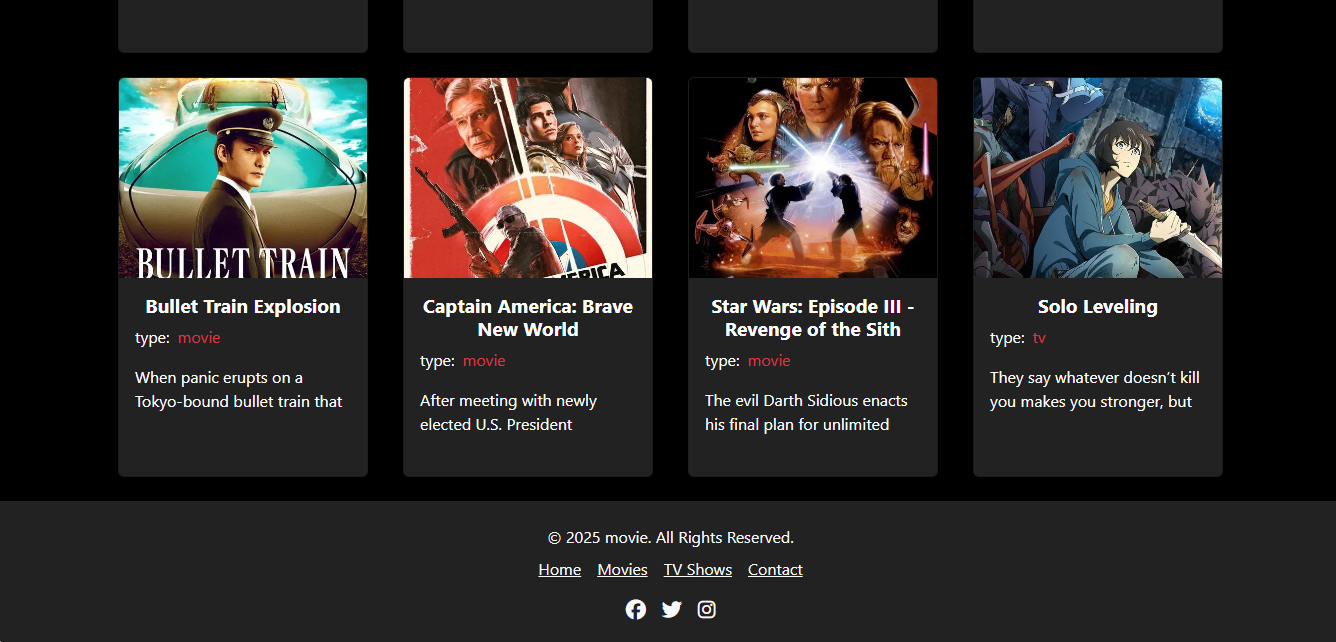 BULLET TRAIN
AMERICA
Bullet Train Explosion
type: movie
When panic erupts on a
Tokyo-bound bullet train that
Captain America: Brave
New World
type: movie
After meeting with newly
elected U.S. President
Star Wars: Episode III -
Revenge of the Sith
type: movie
The evil Darth Sidious enacts
his final plan for unlimited
Solo Leveling
type: tv
They say whatever doesn’t kill
you makes you stronger, but
© 2025 movie. All Rights Reserved.
Home Movies TV Shows Contact